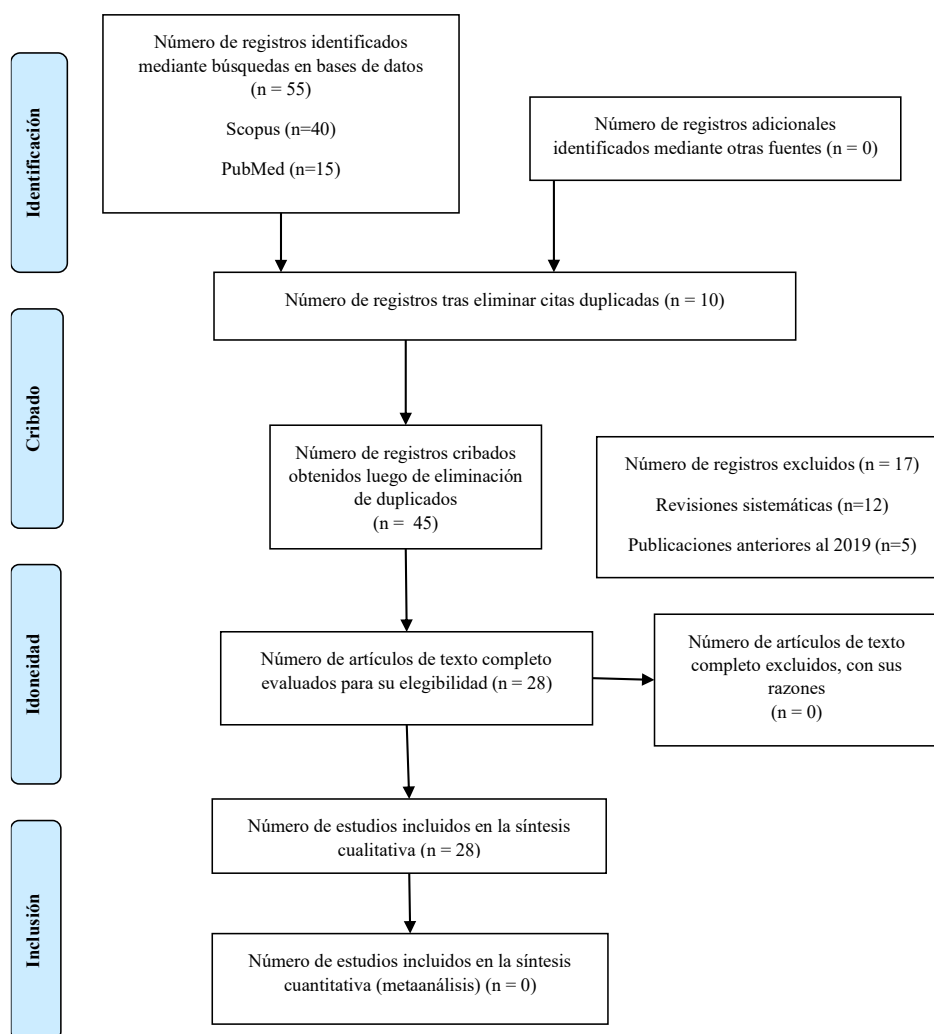 Identificación
Número de registros identificados
mediante búsquedas en bases de datos
(n = 55)
Scopus (n=40)
PubMed (n=15)
Número de registros adicionales
identificados mediante otras fuentes (n = 0)
Número de registros tras eliminar citas duplicadas (n = 10)
Cribado
Número de registros cribados
obtenidos luego de eliminación
de duplicados
(n = 45)
Número de registros excluidos (n = 17)
Revisiones sistemáticas (n=12)
Publicaciones anteriores al 2019 (n=5)
Idoneidad
Número de artículos de texto completo
evaluados para su elegibilidad (n = 28)
Número de artículos de texto
completo excluidos, con sus
razones
(n = 0)
Inclusión
Número de estudios incluidos en la síntesis
cualitativa (n = 28)
Número de estudios incluidos en la síntesis
cuantitativa (metaanálisis) (n = 0)